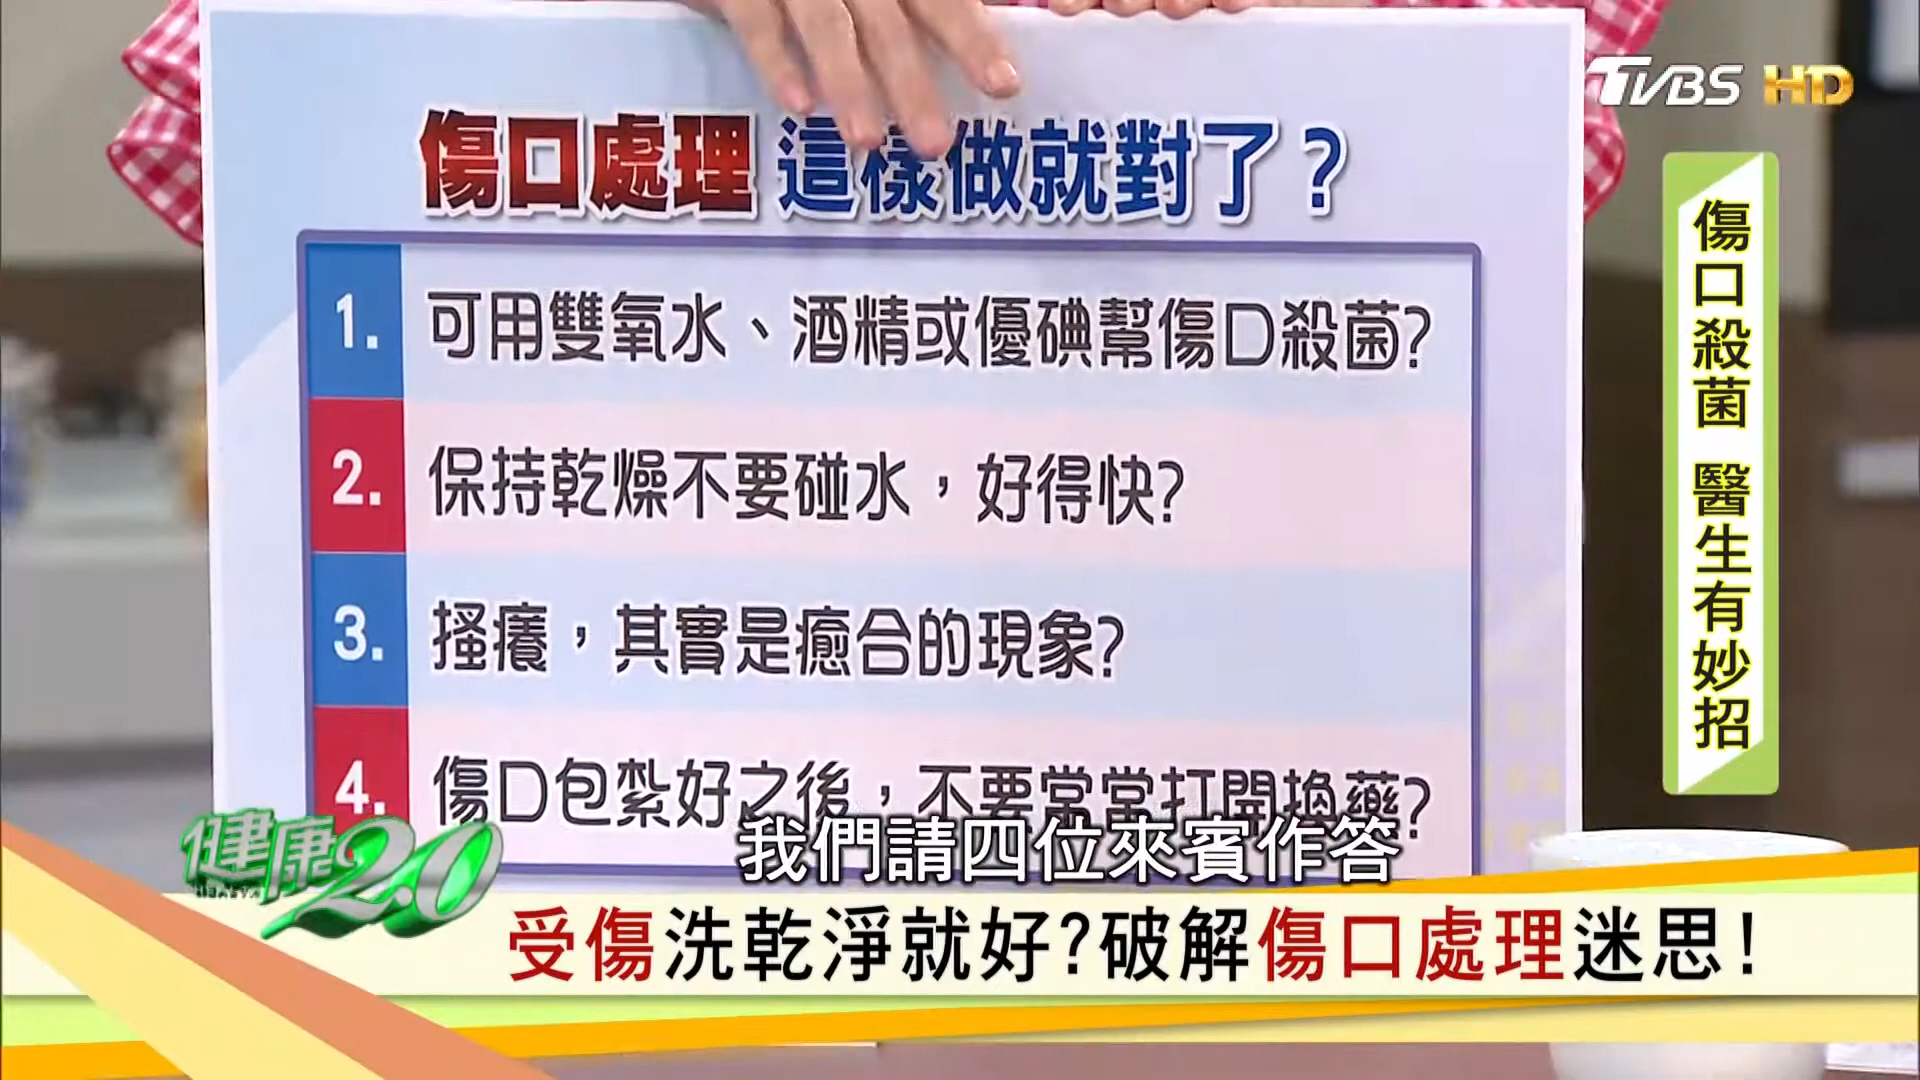 TVBS HD
傷口處理 這樣做就對了？
1. 可用雙氧水、酒精或優碘幫傷口殺菌?
2. 保持乾燥不要碰水，好得快?
3. 搔癢，其實是癒合的現象?
4. 傷口包紮好之後，不要常常打開換藥?
傷口殺菌 醫生有妙招
健康2.0
HEALTH
我們請四位來賓作答
受傷洗乾淨就好?破解傷口處理迷思!